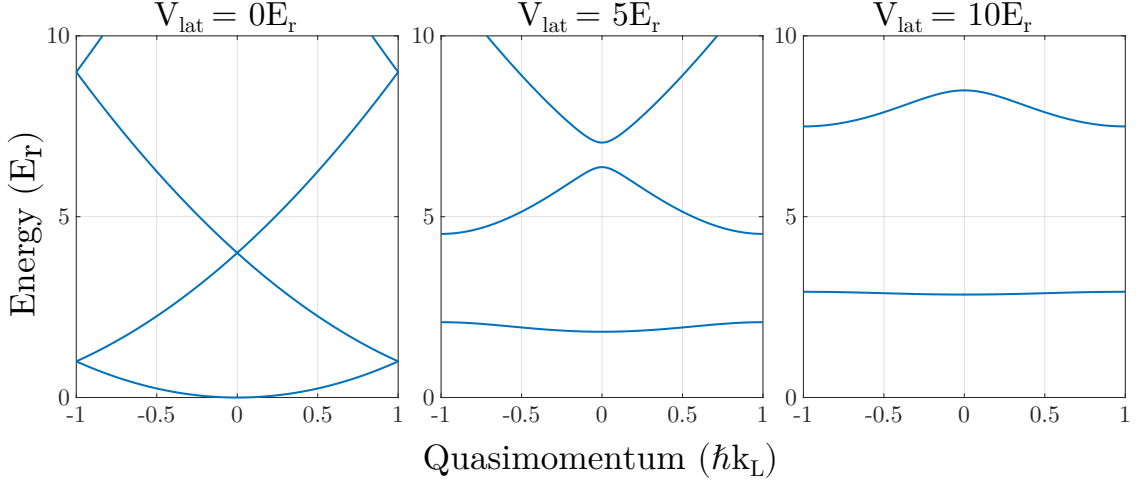 V_lat = 0E_r
V_lat = 5E_r
V_lat = 10E_r
Energy (E_r)
10
5
0
-1 -0.5 0 0.5 1
10
5
0
-1 -0.5 0 0.5 1
10
5
0
-1 -0.5 0 0.5 1
Quasimomentum (ℏk_L)